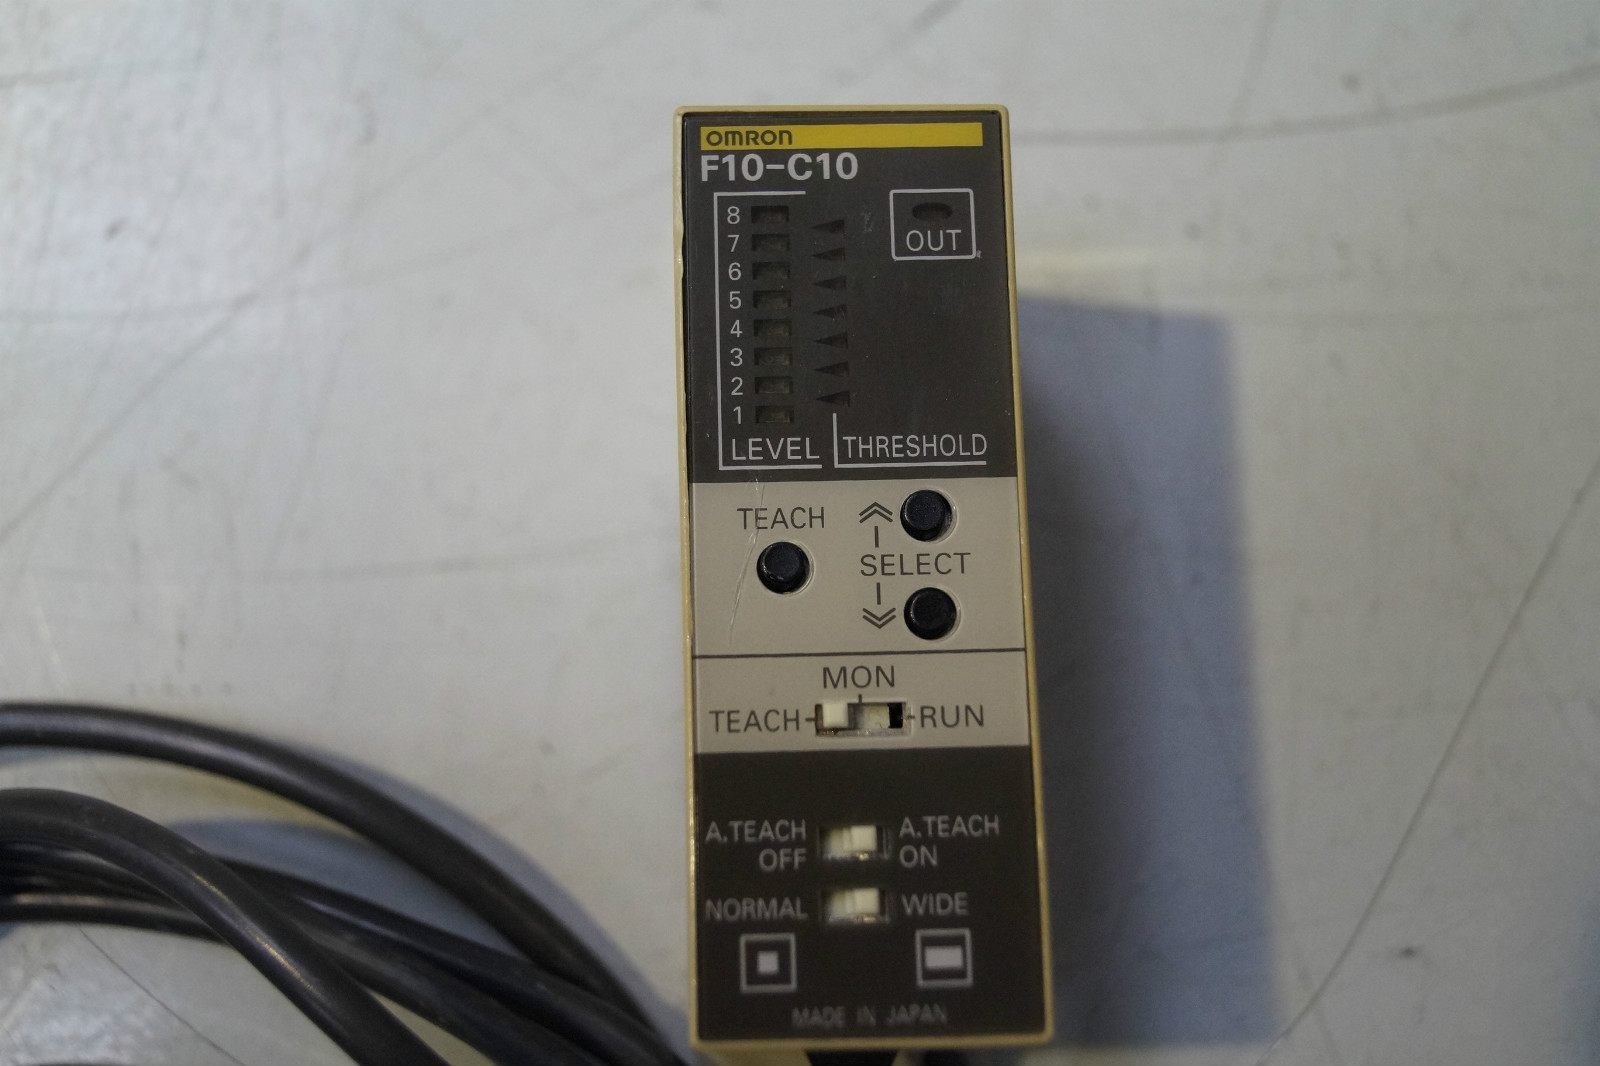 OMRON
F10-C10
8
7
6
5
4
3
2
1
OUT
LEVEL
THRESHOLD
TEACH
SELECT
MON
TEACH
RUN
A.TEACH
OFF
A.TEACH
ON
NORMAL
WIDE
MADE IN JAPAN